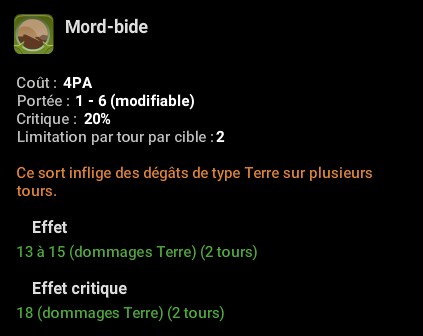 Mord-bide
Coût : 4PA
Portée : 1 - 6 (modifiable)
Critique : 20%
Limitation par tour par cible : 2
Ce sort inflige des dégâts de type Terre sur plusieurs
tours.
Effet
13 à 15 (dommages Terre) (2 tours)
Effet critique
18 (dommages Terre) (2 tours)